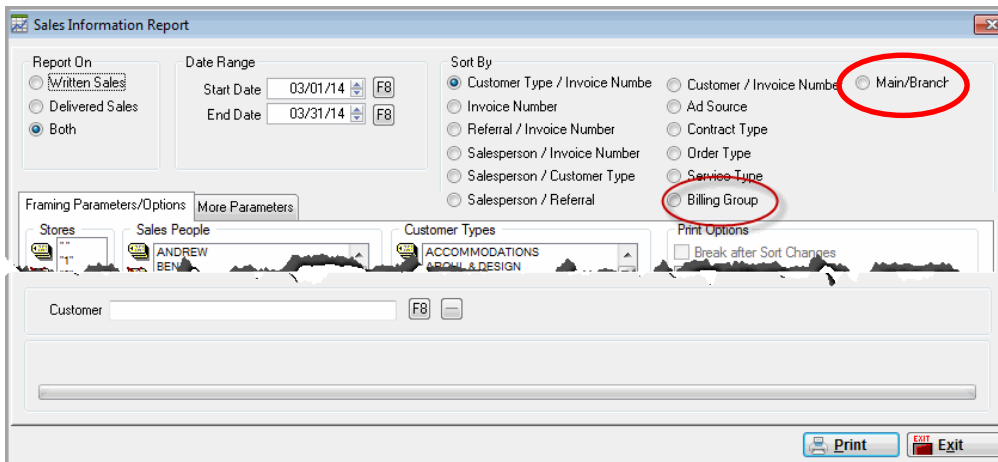 Sales Information Report
Report On
Written Sales
Delivered Sales
Both
Date Range
Start Date 03/01/14 F8
End Date 03/31/14 F8
Sort By
Customer Type / Invoice Numbe
Invoice Number
Referral / Invoice Number
Salesperson / Invoice Number
Salesperson / Customer Type
Salesperson / Referral
Customer / Invoice Numbe
Ad Source
Contract Type
Order Type
Service Type
Billing Group
Main/Branch
Framing Parameters/Options More Parameters
Stores
" "
"1"
Sales People
ANDREW
BEN
Customer Types
ACCOMMODATIONS
& DESIGN
Print Options
Break after Sort Changes
Customer F8
Print EXIT Exit